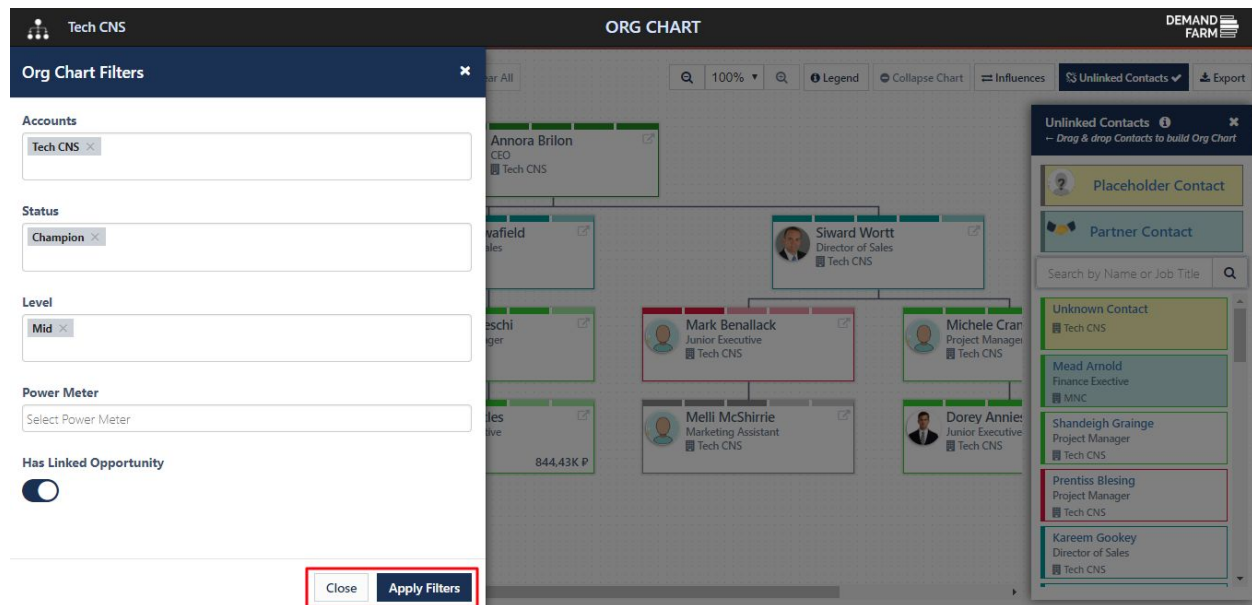 Tech CNS
ORG CHART
DEMAND
FARM
Org Chart Filters
Accounts
Tech CNS ×
Status
Champion ×
Level
Mid ×
Power Meter
Select Power Meter
Has Linked Opportunity
Close
Apply Filters
ar All
100%
Legend
Collapse Chart
Influences
Unlinked Contacts
Export
Annora Brilon
CEO
Tech CNS
wafield
ales
Siward Wortt
Director of Sales
Tech CNS
eschi
ger
Mark Benallack
Junior Executive
Tech CNS
Michele Cran
Project Manager
Tech CNS
tles
tive
844,43K ₽
Melli McShirrie
Marketing Assistant
Tech CNS
Dorey Annies
Junior Executive
Tech CNS
Unlinked Contacts
← Drag & drop Contacts to build Org Chart
Placeholder Contact
Partner Contact
Search by Name or Job Title
Unknown Contact
Tech CNS
Mead Arnold
Finance Exective
MNC
Shandeigh Grainge
Project Manager
Tech CNS
Prentiss Blesing
Project Manager
Tech CNS
Kareem Gookey
Director of Sales
Tech CNS